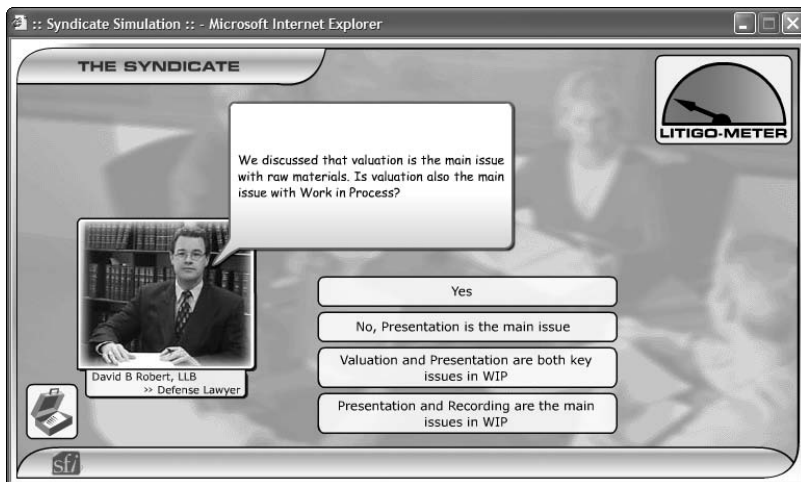 :: Syndicate Simulation :: - Microsoft Internet Explorer
THE SYNDICATE
LITIGO-METER
We discussed that valuation is the main issue
with raw materials. Is valuation also the main
issue with Work in Process?
Yes
No, Presentation is the main issue
Valuation and Presentation are both key
issues in WIP
Presentation and Recording are the main
issues in WIP
David B Robert, LLB
>> Defense Lawyer
sfi